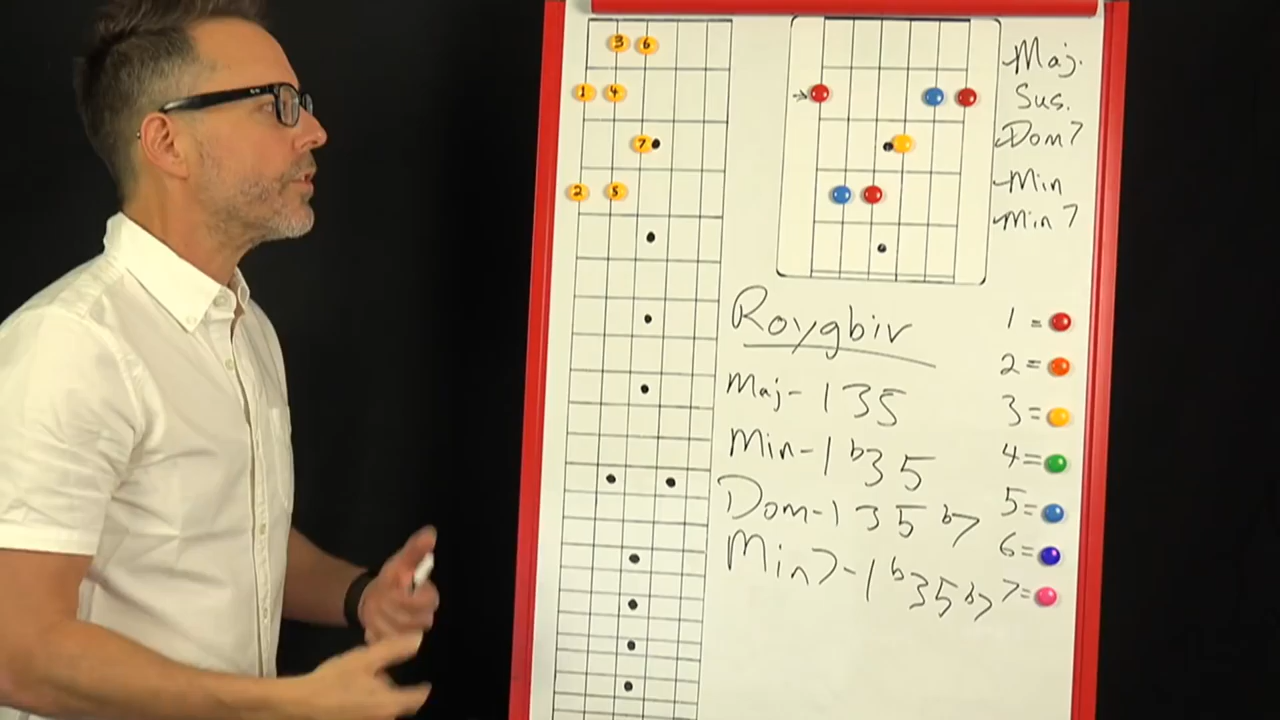 3 6
1 4
7
2 5
Maj.
Sus.
Dom7
Min
Min 7
Roygbiv
Maj- 1 3 5
Min- 1 b3 5
Dom- 1 3 5 b7
Min7- 1 b3 5 b7
1 =
2 =
3 =
4 =
5 =
6 =
7 =